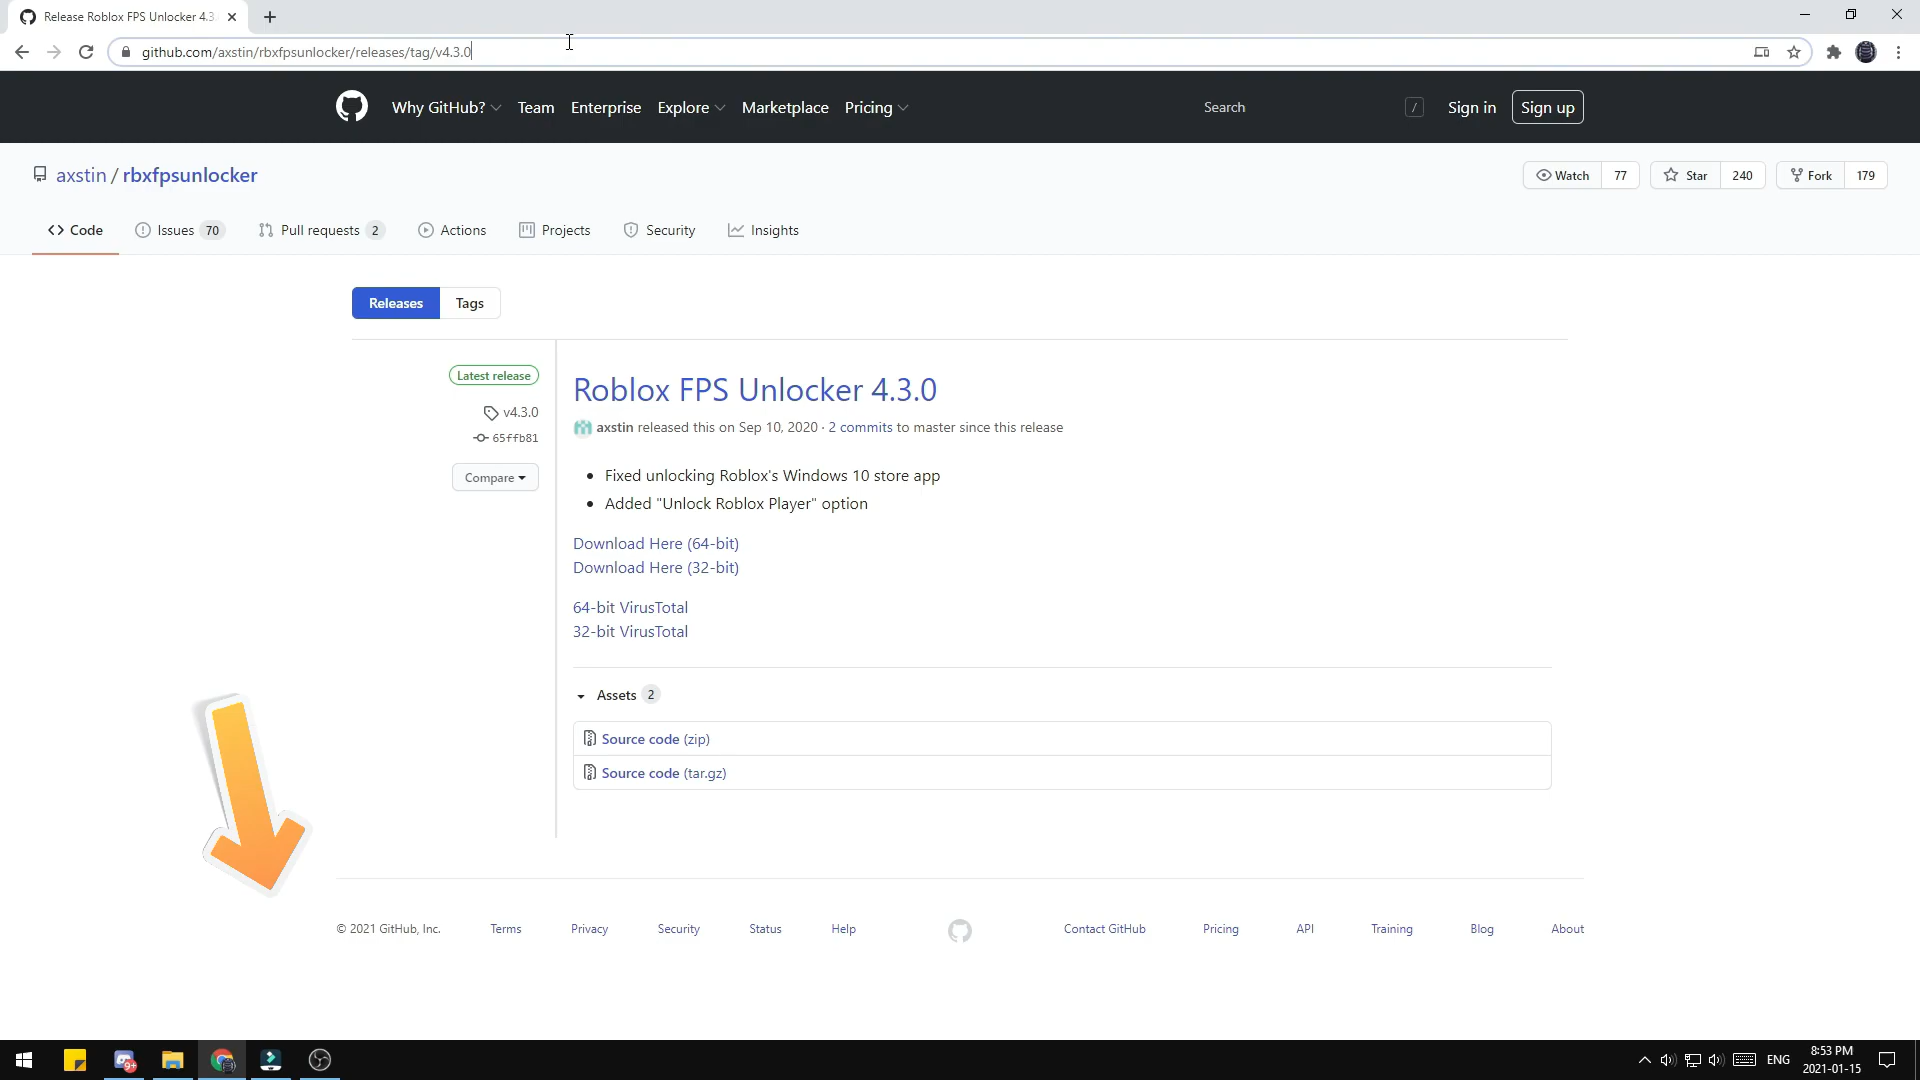 Release Roblox FPS Unlocker 4.3
github.com/axstin/rbxfpsunlocker/releases/tag/v4.3.0
Why GitHub? Team Enterprise Explore Marketplace Pricing Search / Sign in Sign up
axstin / rbxfpsunlocker Watch 77 Star 240 Fork 179
Code Issues 70 Pull requests 2 Actions Projects Security Insights
Releases Tags
Latest release
v4.3.0
65ffb81
Compare
Roblox FPS Unlocker 4.3.0
axstin released this on Sep 10, 2020 · 2 commits to master since this release
• Fixed unlocking Roblox's Windows 10 store app
• Added "Unlock Roblox Player" option
Download Here (64-bit)
Download Here (32-bit)
64-bit VirusTotal
32-bit VirusTotal
Assets 2
Source code (zip)
Source code (tar.gz)
© 2021 GitHub, Inc. Terms Privacy Security Status Help Contact GitHub Pricing API Training Blog About
9+
ENG
8:53 PM
2021-01-15